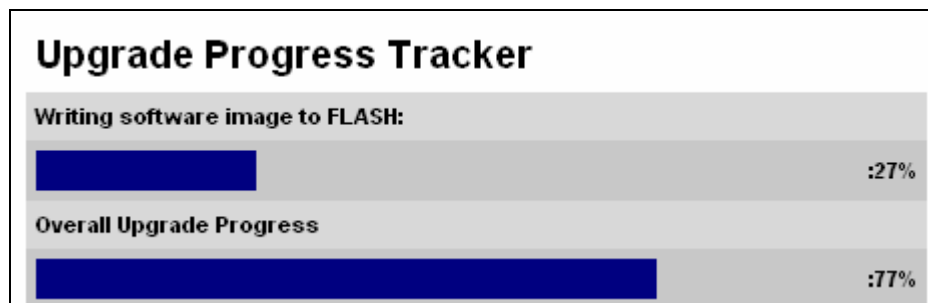 Upgrade Progress Tracker
Writing software image to FLASH:
:27%
Overall Upgrade Progress
:77%